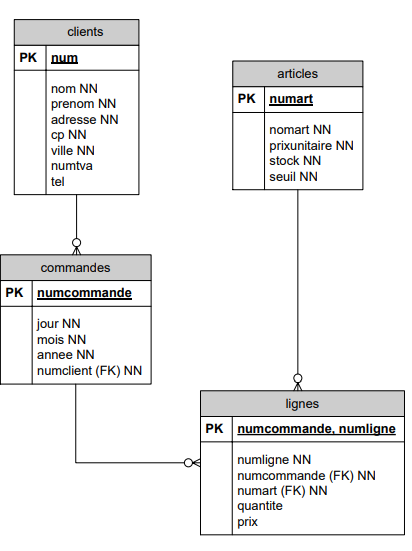 clients
PK num
nom NN
prenom NN
adresse NN
cp NN
ville NN
numtva
tel
articles
PK numart
nomart NN
prixunitaire NN
stock NN
seuil NN
commandes
PK numcommande
jour NN
mois NN
annee NN
numclient (FK) NN
lignes
PK numcommande, numligne
numligne NN
numcommande (FK) NN
numart (FK) NN
quantite
prix